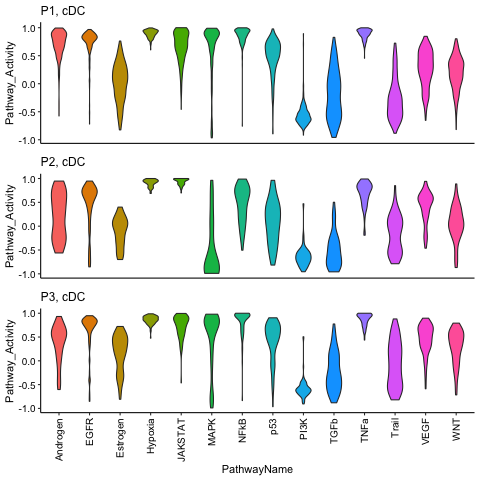 P1, cDC
Pathway_Activity
1.0
0.5
0.0
-0.5
-1.0
P2, cDC
Pathway_Activity
1.0
0.5
0.0
-0.5
-1.0
P3, cDC
Pathway_Activity
1.0
0.5
0.0
-0.5
-1.0
Androgen
EGFR
Estrogen
Hypoxia
JAKSTAT
MAPK
NFkB
p53
PI3K
TGFb
TNFa
Trail
VEGF
WNT
PathwayName